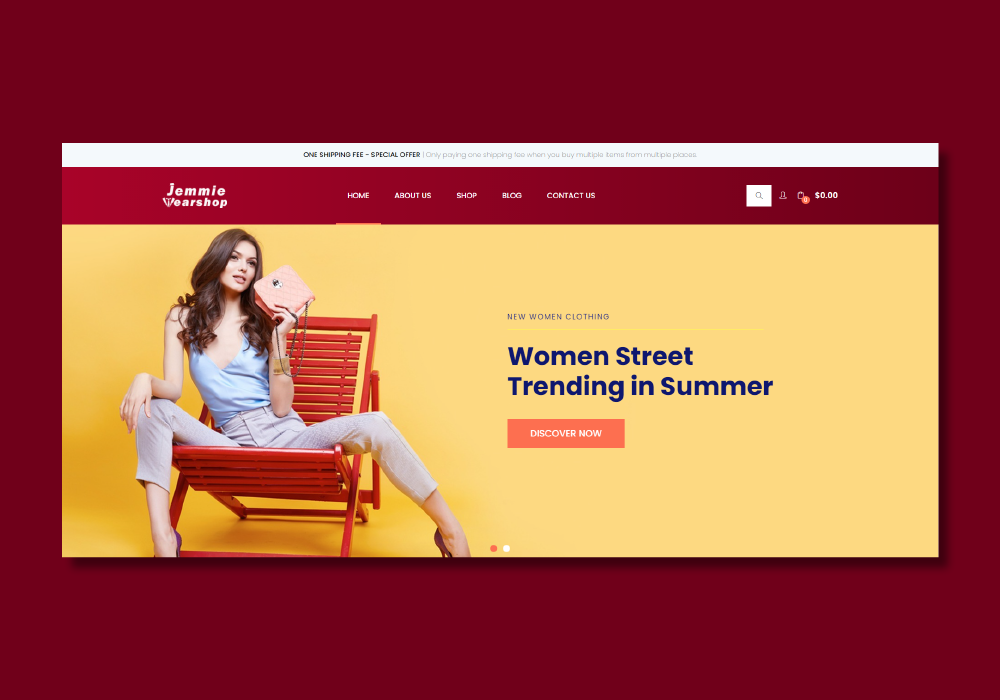 ONE SHIPPING FEE – SPECIAL OFFER | Only paying one shipping fee when you buy multiple items from multiple places.
Jemmie
Wearshop
HOME ABOUT US SHOP BLOG CONTACT US
0 $0.00
NEW WOMEN CLOTHING
Women Street
Trending in Summer
DISCOVER NOW